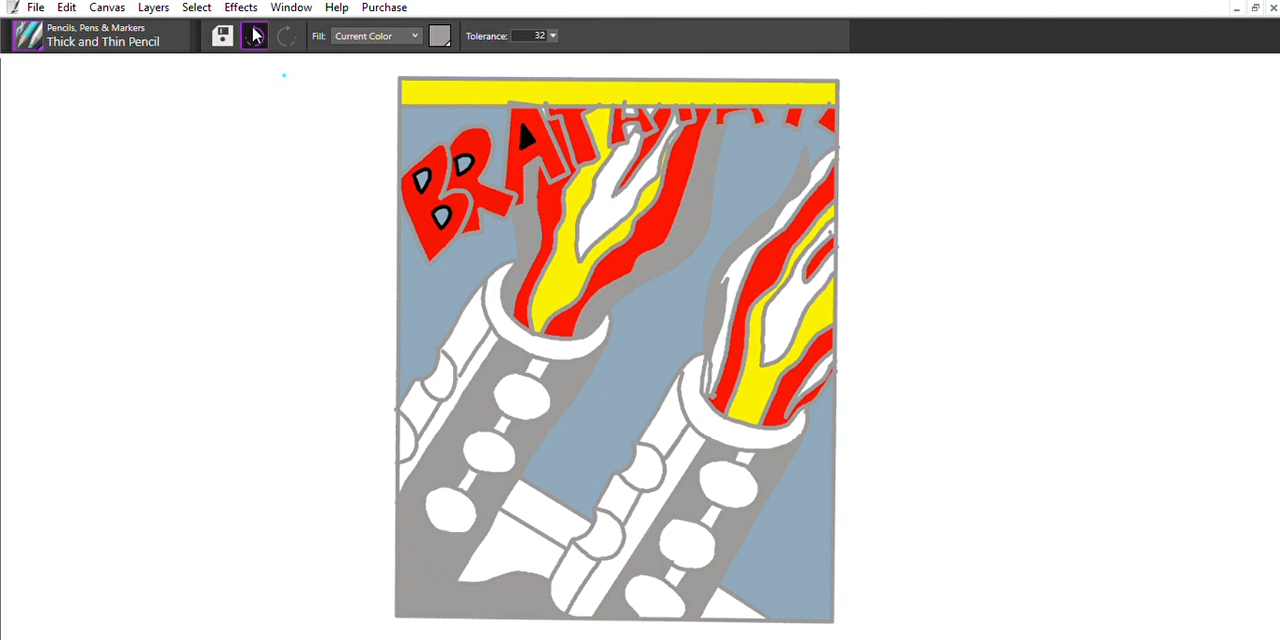 File Edit Canvas Layers Select Effects Window Help Purchase
Pencils, Pens & Markers
Thick and Thin Pencil
Fill: Current Color Tolerance: 32
BRATATAT